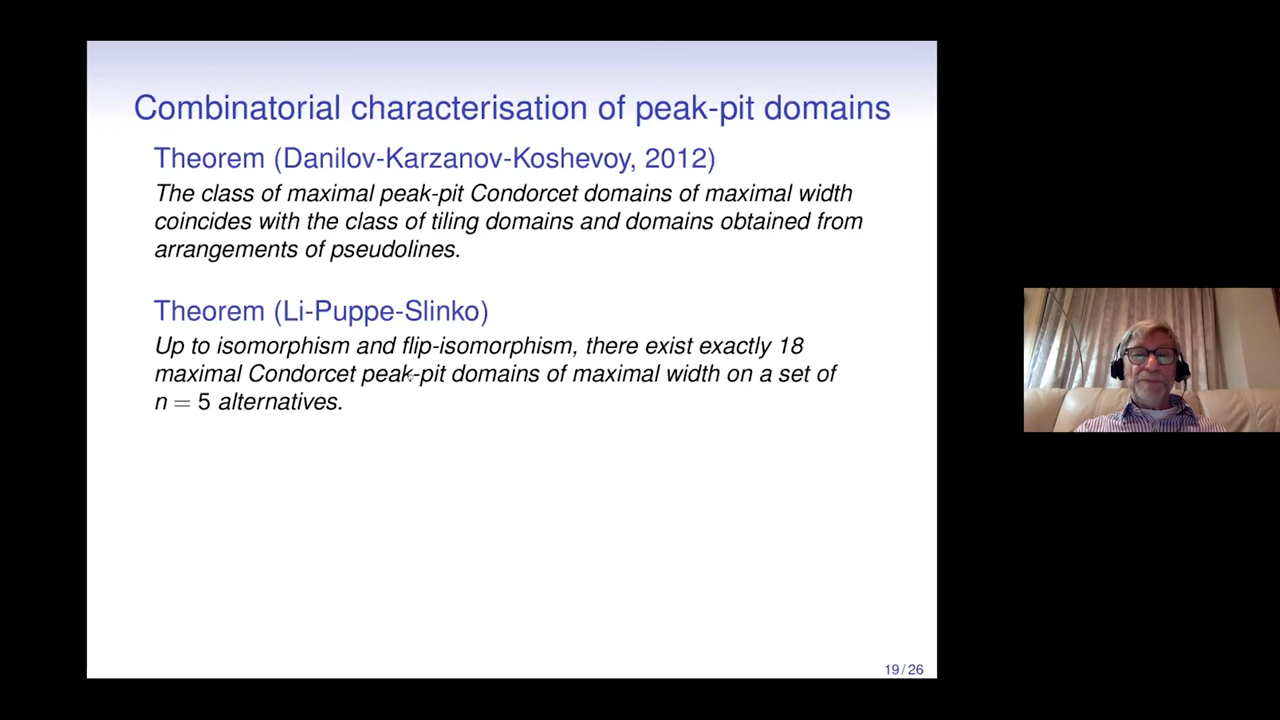 Combinatorial characterisation of peak-pit domains
Theorem (Danilov-Karzanov-Koshevoy, 2012)
The class of maximal peak-pit Condorcet domains of maximal width
coincides with the class of tiling domains and domains obtained from
arrangements of pseudolines.
Theorem (Li-Puppe-Slinko)
Up to isomorphism and flip-isomorphism, there exist exactly 18
maximal Condorcet peak-pit domains of maximal width on a set of
n = 5 alternatives.
19 / 26